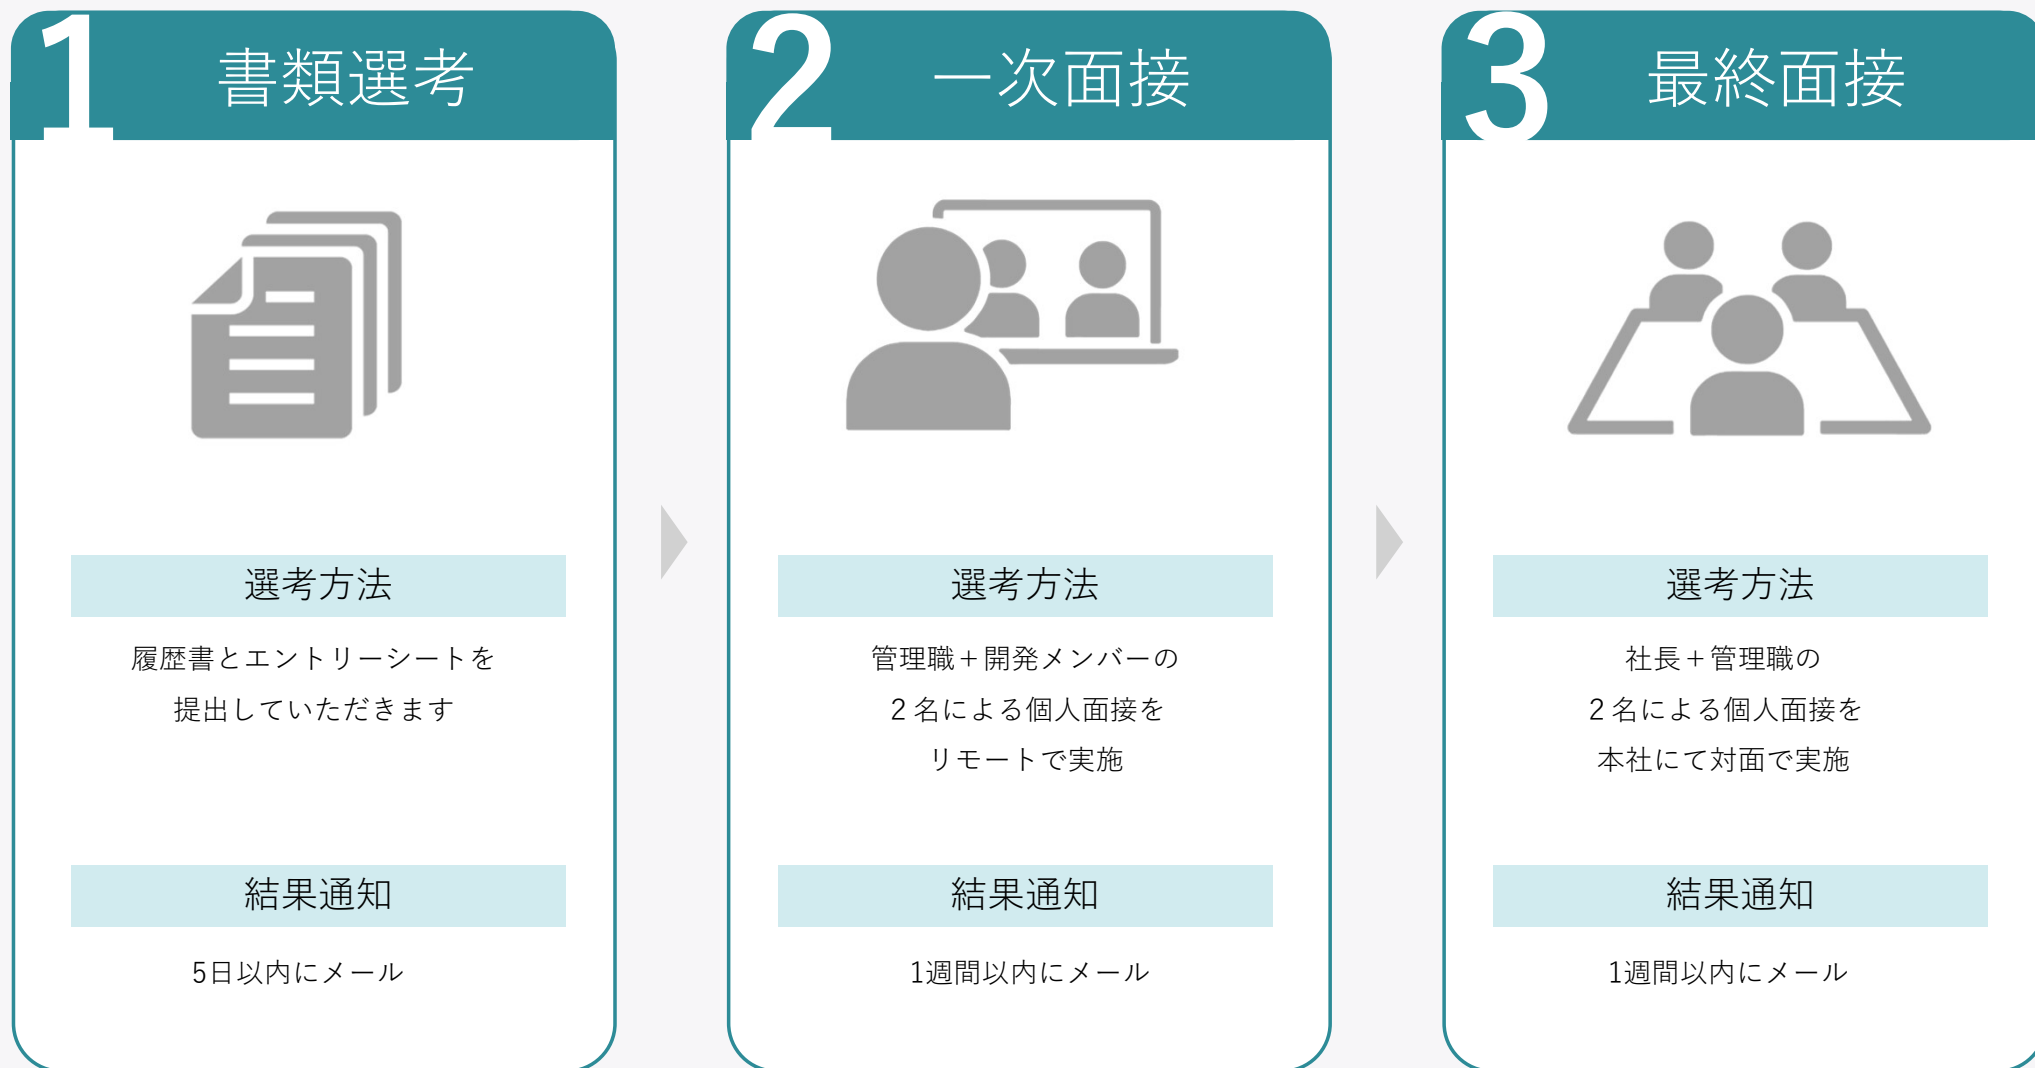 1
書類選考
選考方法
履歴書とエントリーシートを
提出していただきます
結果通知
5日以内にメール
2
一次面接
選考方法
管理職＋開発メンバーの
２名による個人面接を
リモートで実施
結果通知
1週間以内にメール
3
最終面接
選考方法
社長＋管理職の
２名による個人面接を
本社にて対面で実施
結果通知
1週間以内にメール